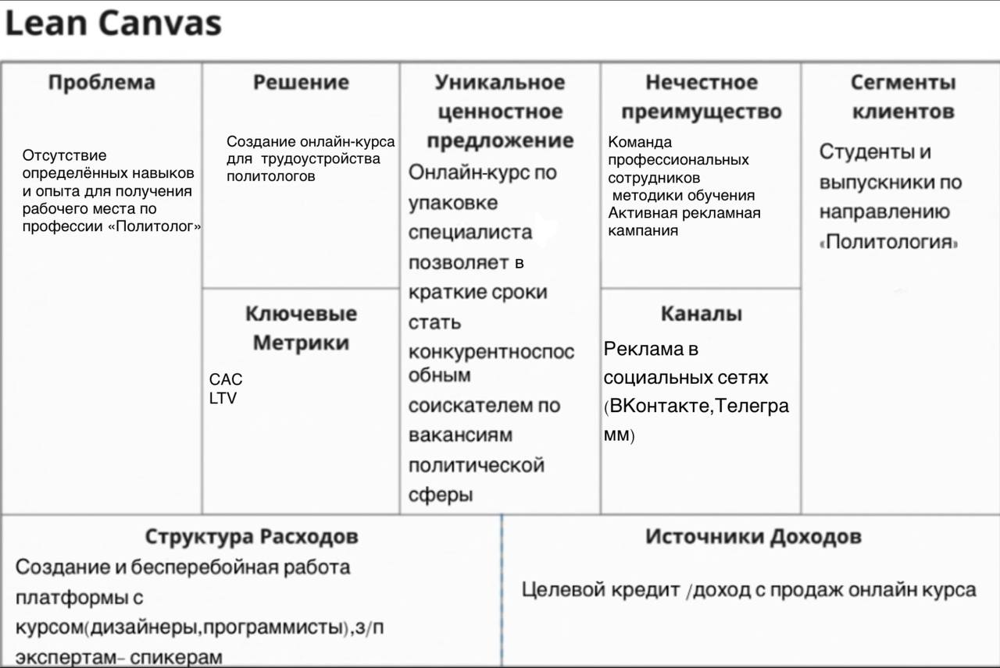 Lean Canvas
Проблема
Отсутствие
определённых навыков
и опыта для получения
рабочего места по
профессии «Политолог»
Решение
Создание онлайн-курса
для трудоустройства
политологов
Ключевые
Метрики
CAC
LTV
Уникальное
ценностное
предложение
Онлайн-курс по
упаковке
специалиста
позволяет в
краткие сроки
стать
конкурентноспос
обным
соискателем по
вакансиям
политической
сферы
Нечестное
преимущество
Команда
профессиональных
сотрудников
методики обучения
Активная рекламная
кампания
Каналы
Реклама в
социальных сетях
(ВКонтакте,Телегра
мм)
Сегменты
клиентов
Студенты и
выпускники по
направлению
«Политология»
Структура Расходов
Создание и бесперебойная работа
платформы с
курсом(дизайнеры,программисты),з/п
экспертам– спикерам
Источники Доходов
Целевой кредит /доход с продаж онлайн курса